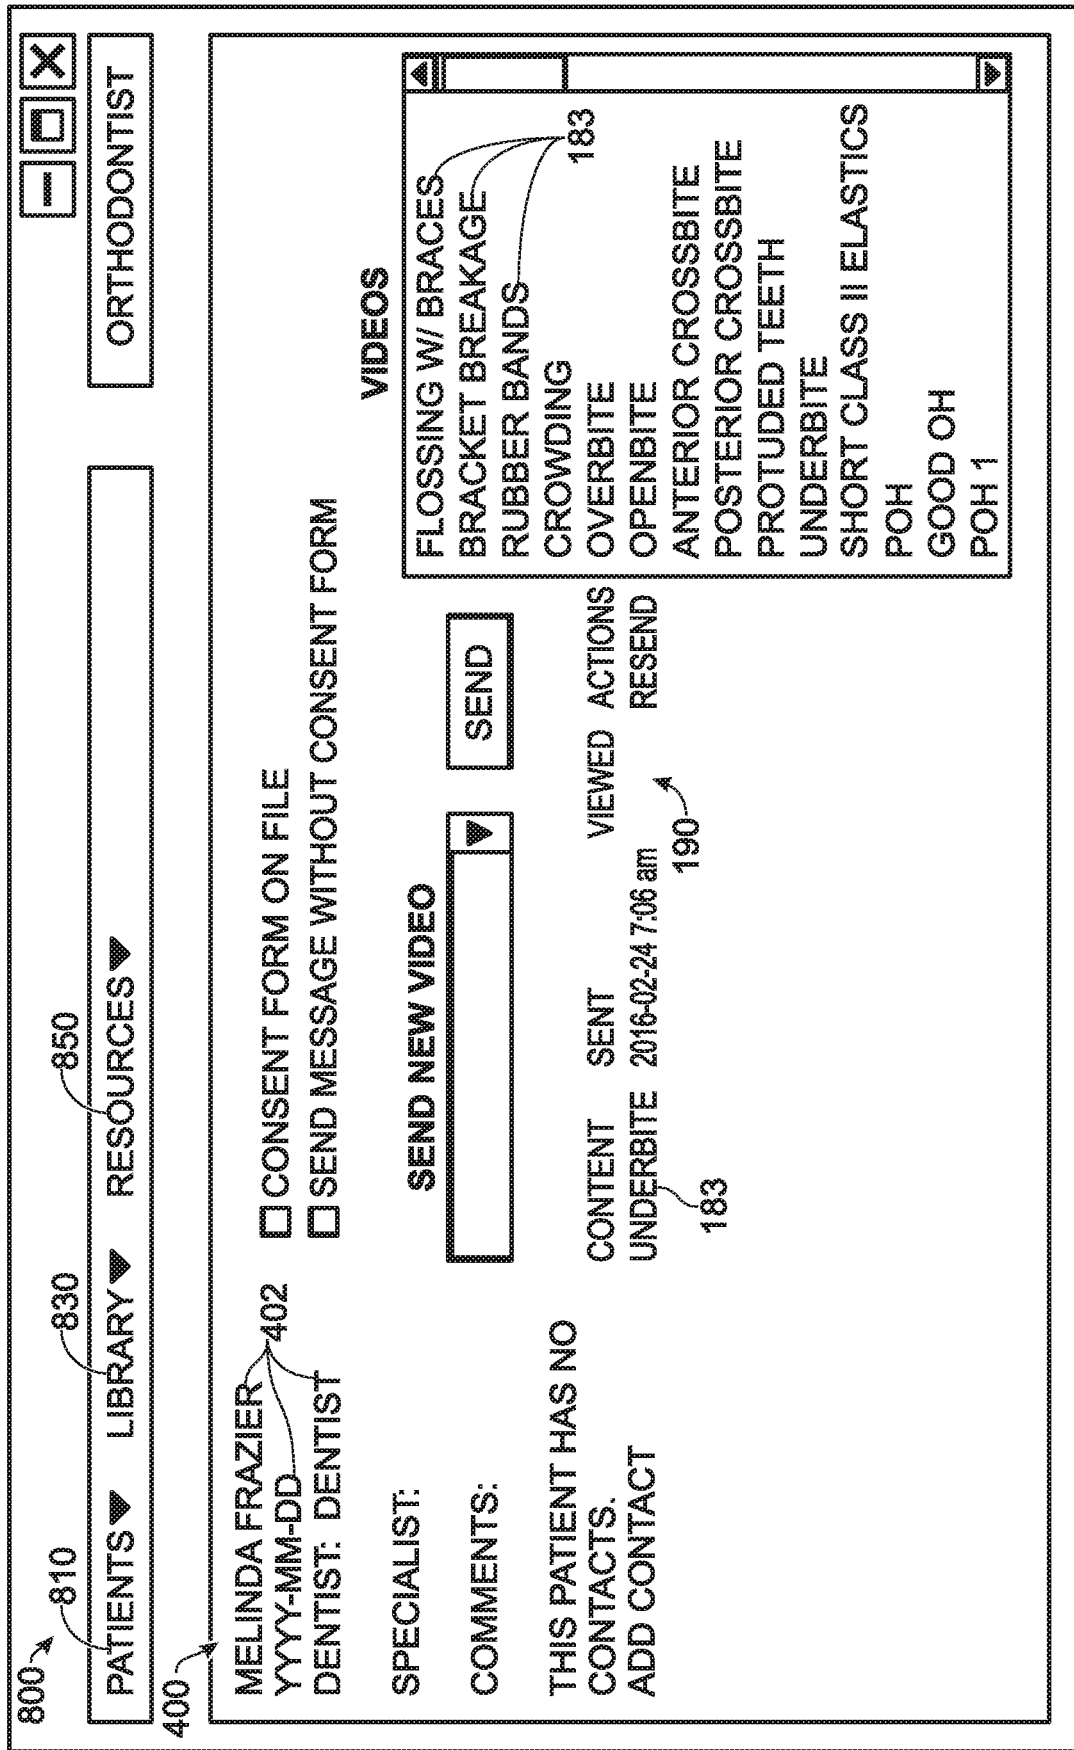 800
810
830
850
PATIENTS▼ LIBRARY▼ RESOURCES▼
ORTHODONTIST
400
MELINDA FRAZIER
YYYY-MM-DD
402
DENTIST: DENTIST
SPECIALIST:
COMMENTS:
THIS PATIENT HAS NO
CONTACTS.
ADD CONTACT
CONSENT FORM ON FILE
SEND MESSAGE WITHOUT CONSENT FORM
SEND NEW VIDEO
SEND
CONTENT SENT VIEWED ACTIONS
UNDERBITE 2016-02-24 7:06 am RESEND
183
190
VIDEOS
FLOSSING W/ BRACES
BRACKET BREAKAGE
RUBBER BANDS
183
CROWDING
OVERBITE
OPENBITE
ANTERIOR CROSSBITE
POSTERIOR CROSSBITE
PROTUDED TEETH
UNDERBITE
SHORT CLASS II ELASTICS
POH
GOOD OH
POH 1